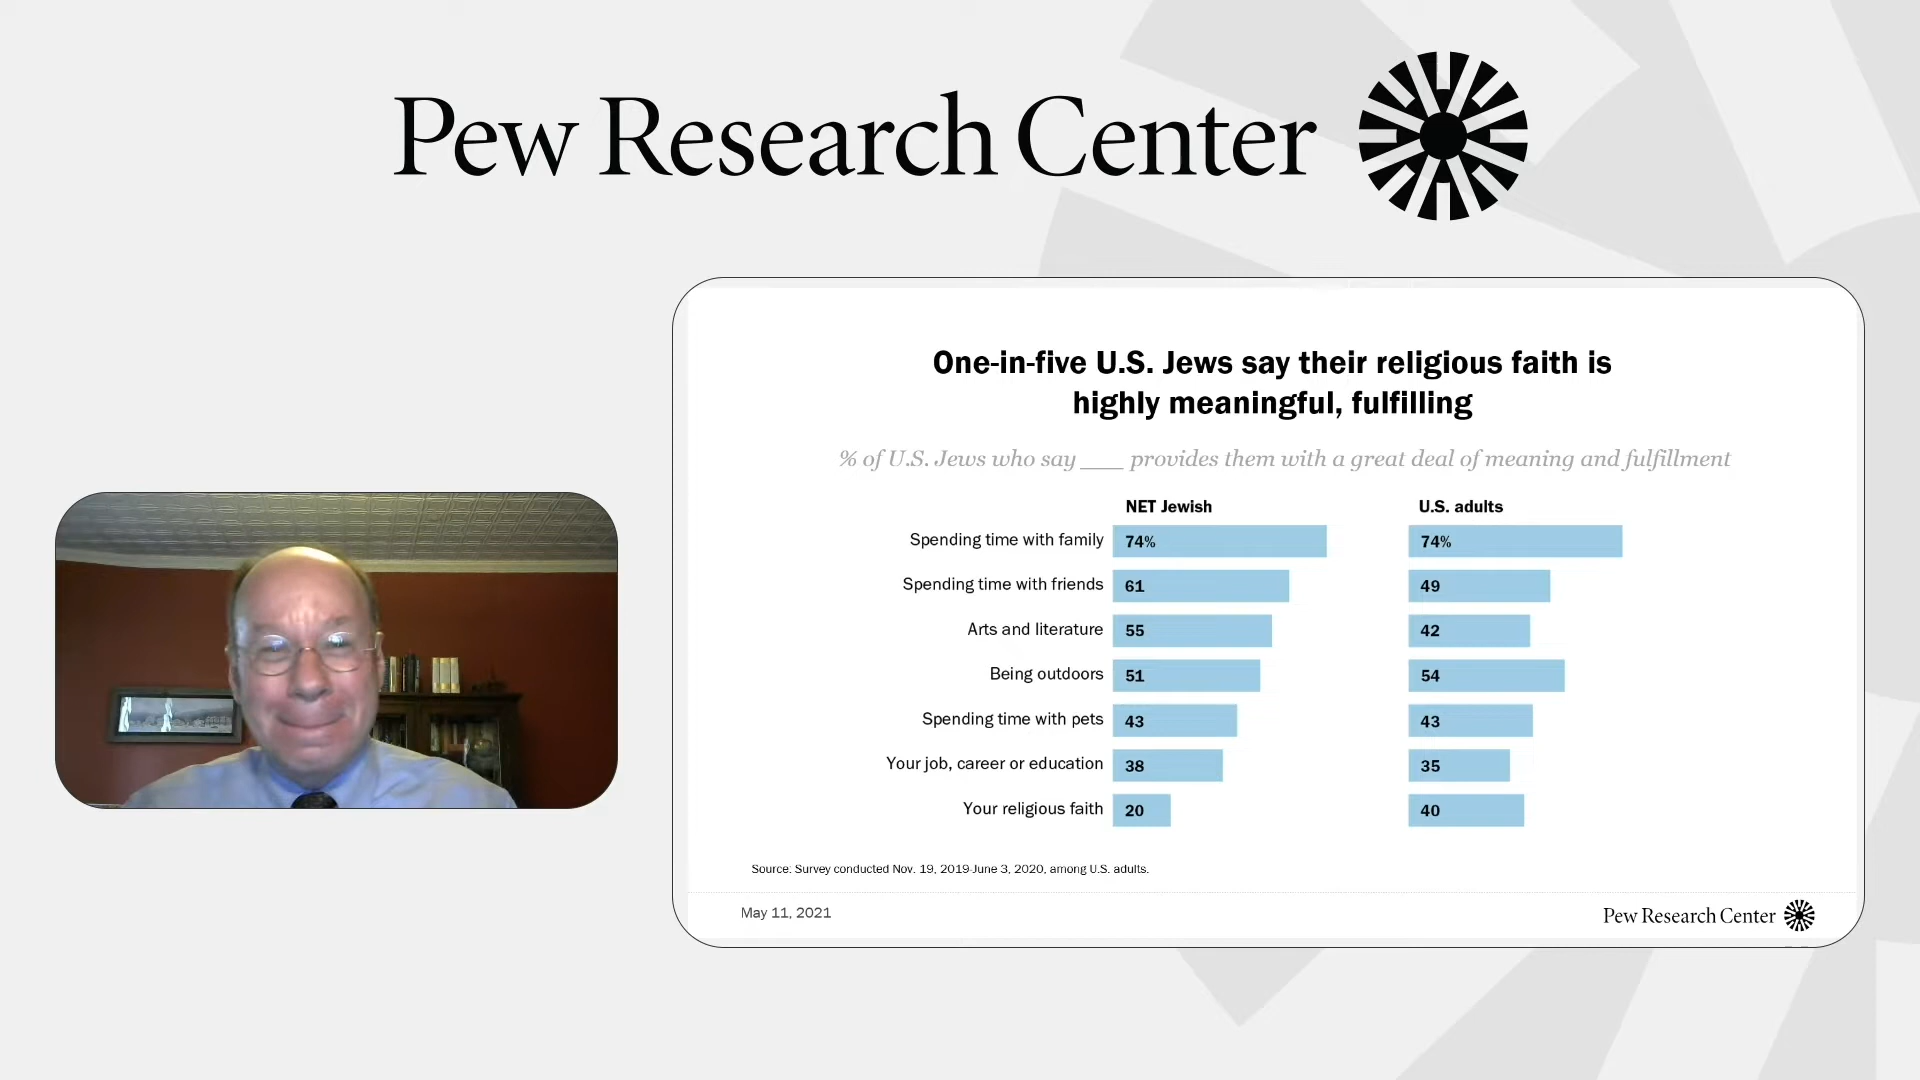 Pew Research Center
One-in-five U.S. Jews say their religious faith is
highly meaningful, fulfilling
% of U.S. Jews who say ___ provides them with a great deal of meaning and fulfillment
NET Jewish U.S. adults
Spending time with family 74% 74%
Spending time with friends 61 49
Arts and literature 55 42
Being outdoors 51 54
Spending time with pets 43 43
Your job, career or education 38 35
Your religious faith 20 40
Source: Survey conducted Nov. 19, 2019-June 3, 2020, among U.S. adults.
May 11, 2021 Pew Research Center